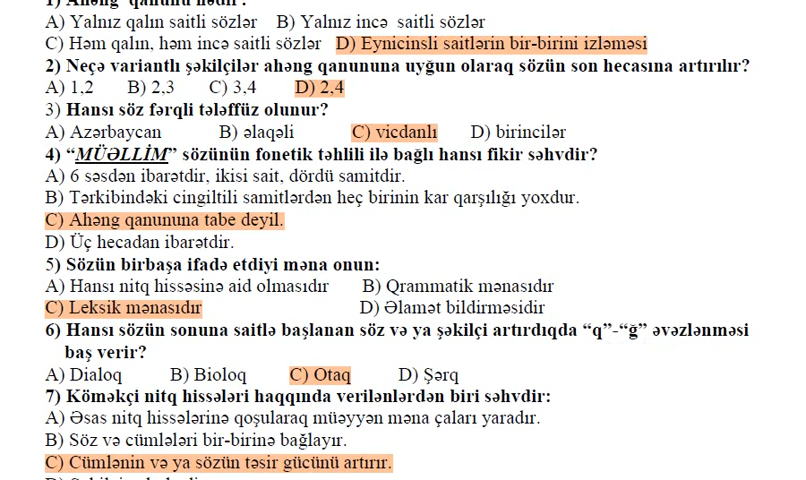 1) Ahəng qanunu nədir?
A) Yalnız qalın saitli sözlər B) Yalnız incə saitli sözlər
C) Həm qalın, həm incə saitli sözlər D) Eynicinsli saitlərin bir-birini izləməsi
2) Neçə variantlı şəkilçilər ahəng qanununa uyğun olaraq sözün son hecasına artırılır?
A) 1,2 B) 2,3 C) 3,4 D) 2,4
3) Hansı söz fərqli tələffüz olunur?
A) Azərbaycan B) əlaqəli C) vicdanlı D) birincilər
4) “MÜƏLLİM” sözünün fonetik təhlili ilə bağlı hansı fikir səhvdir?
A) 6 səsdən ibarətdir, ikisi sait, dördü samitdir.
B) Tərkibindəki cingiltili samitlərdən heç birinin kar qarşılığı yoxdur.
C) Ahəng qanununa tabe deyil.
D) Üç hecadan ibarətdir.
5) Sözün birbaşa ifadə etdiyi məna onun:
A) Hansı nitq hissəsinə aid olmasıdır B) Qrammatik mənasıdır
C) Leksik mənasıdır D) Əlamət bildirməsidir
6) Hansı sözün sonuna saitlə başlanan söz və ya şəkilçi artırdıqda “q”-“ğ” əvəzlənməsi
baş verir?
A) Dialoq B) Bioloq C) Otaq D) Şərq
7) Köməkçi nitq hissələri haqqında verilənlərdən biri səhvdir:
A) Əsas nitq hissələrinə qoşularaq müəyyən məna çaları yaradır.
B) Söz və cümlələri bir-birinə bağlayır.
C) Cümlənin və ya sözün təsir gücünü artırır.